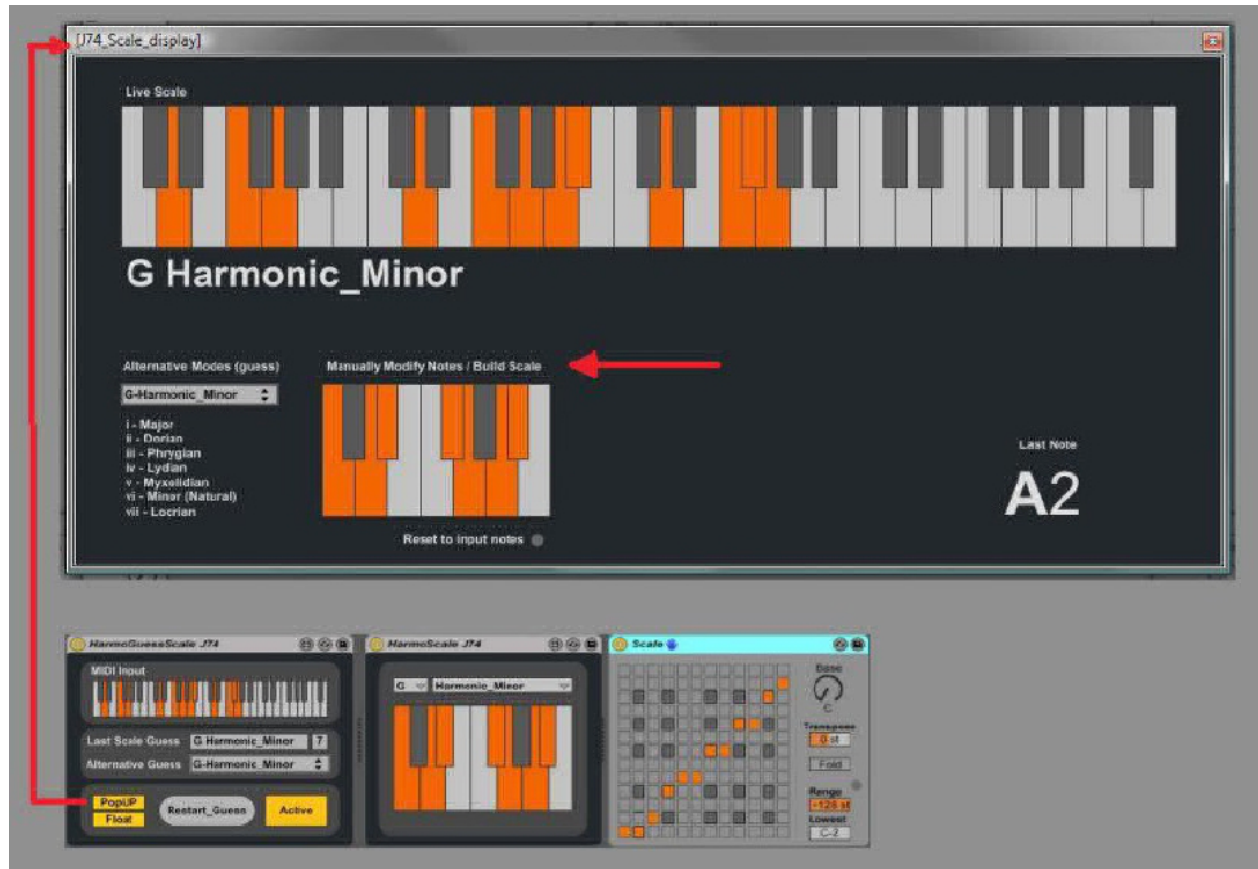 [J74_Scale_display]
Live Scale
G Harmonic_Minor
Alternative Modes (guess)
Manually Modify Notes / Build Scale
G-Harmonic_Minor
i - Major
ii - Dorian
iii - Phrygian
iv - Lydian
v - Myxolidian
vi - Minor (Natural)
vii - Locrian
Reset to input notes
Last Note
A2
HarmoGuessScale J74
MIDI Input
Last Scale Guess G Harmonic_Minor 7
Alternative Guess G-Harmonic_Minor
PopUP
Float
Restart_Guess
Active
HarmoScale J74
G Harmonic_Minor
Scale
Base
C
Transpose
0 st
Fold
Range
+128 st
Lowest
C-2